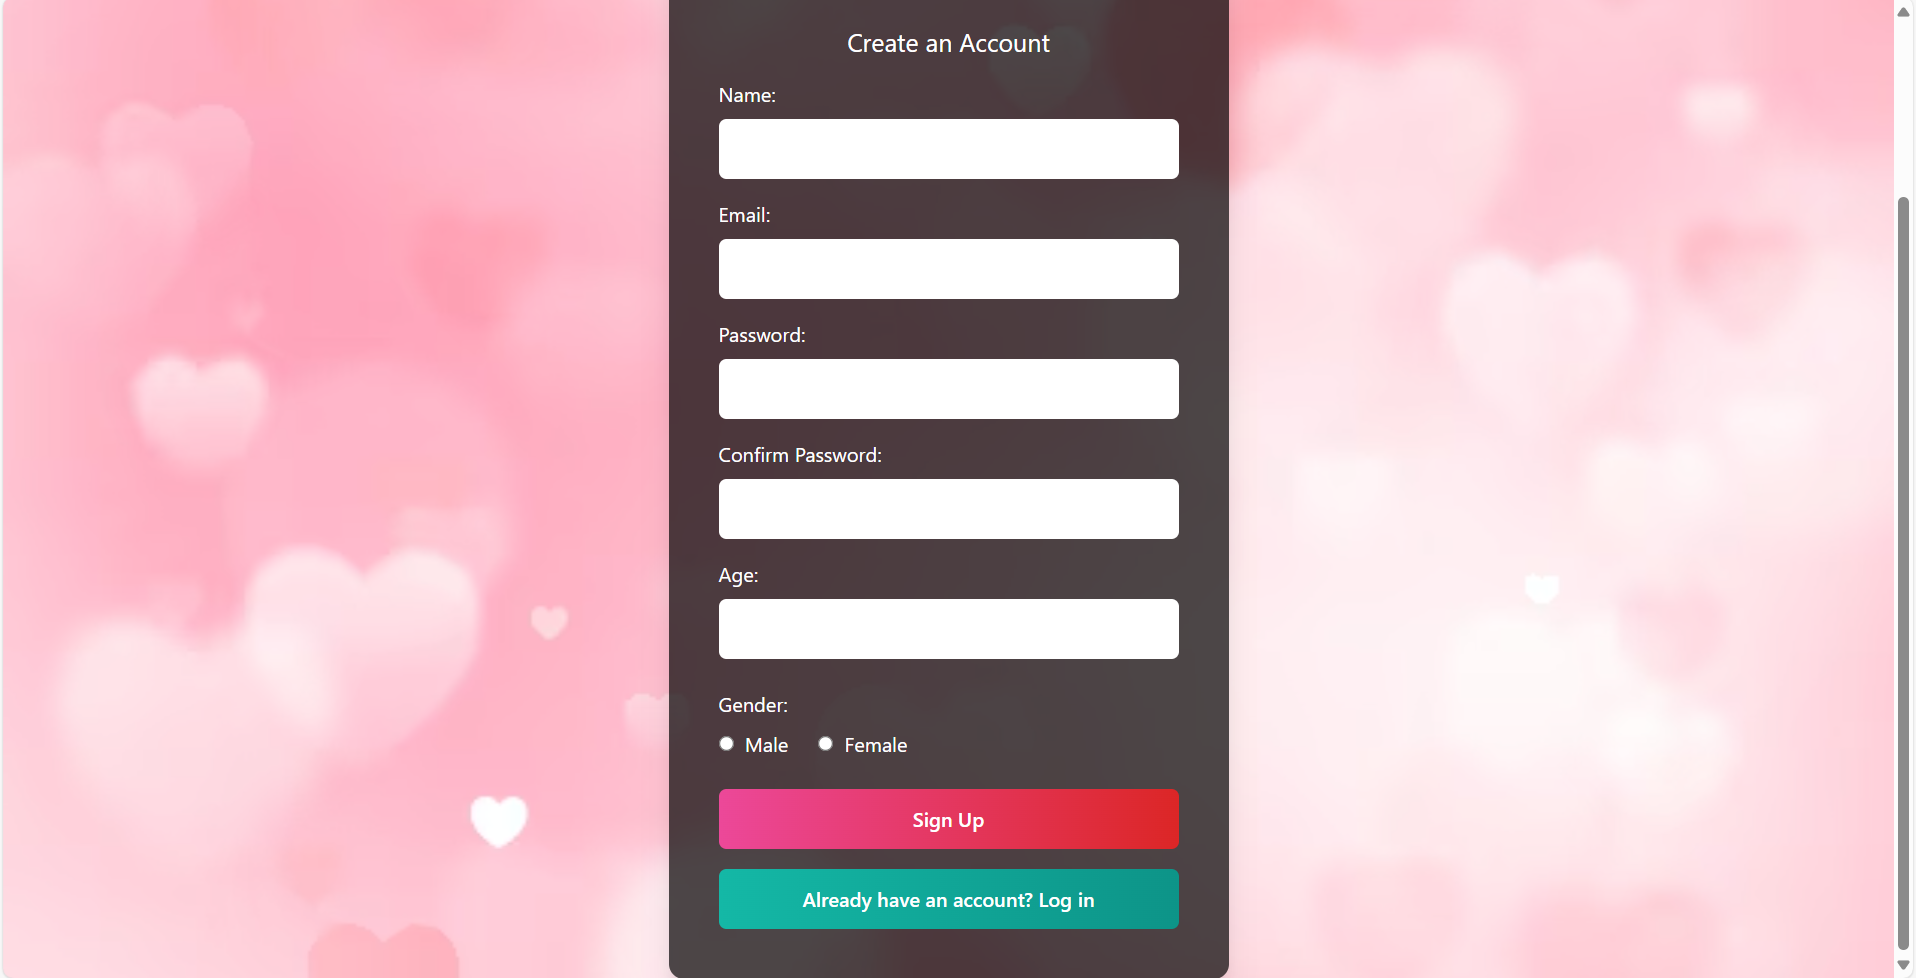 Create an Account
Name:
Email:
Password:
Confirm Password:
Age:
Gender:
Male Female
Sign Up
Already have an account? Log in